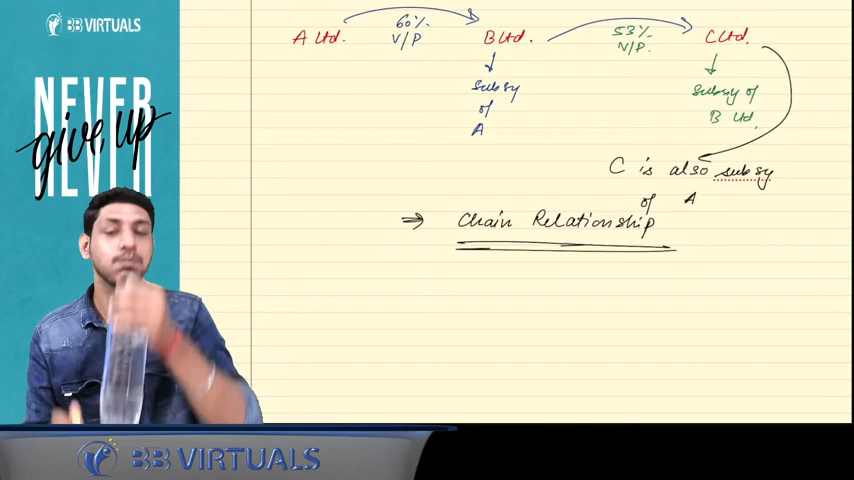 BB VIRTUALS
NEVER
give up
NEVER
A Ltd.
60%
V/P
B Ltd.
53%
V/P.
C Ltd.
subsy
of
A
subsy of
B Ltd.
C is also subsy
of A
⇒ Chain Relationship
BB VIRTUALS